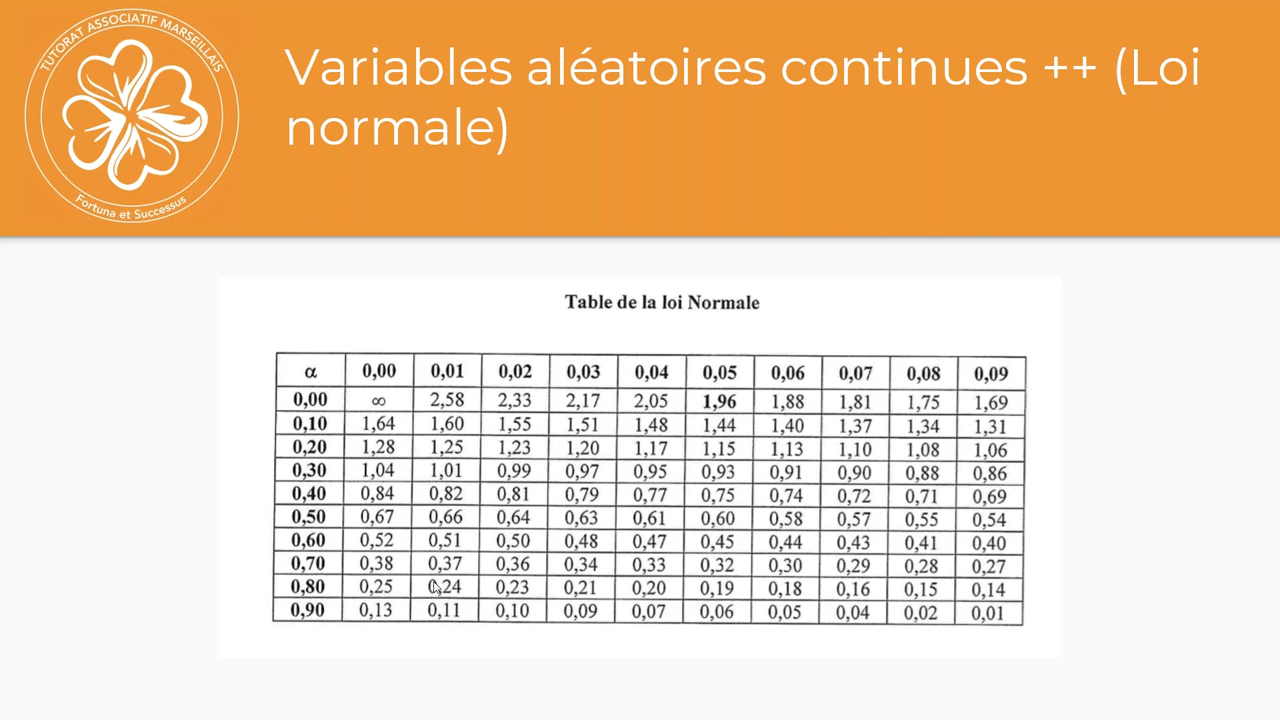 TUTORAT ASSOCIATIF MARSEILLAIS
Fortuna et Successus
Variables aléatoires continues ++ (Loi
normale)
Table de la loi Normale
α 0,00 0,01 0,02 0,03 0,04 0,05 0,06 0,07 0,08 0,09
0,00 ∞ 2,58 2,33 2,17 2,05 1,96 1,88 1,81 1,75 1,69
0,10 1,64 1,60 1,55 1,51 1,48 1,44 1,40 1,37 1,34 1,31
0,20 1,28 1,25 1,23 1,20 1,17 1,15 1,13 1,10 1,08 1,06
0,30 1,04 1,01 0,99 0,97 0,95 0,93 0,91 0,90 0,88 0,86
0,40 0,84 0,82 0,81 0,79 0,77 0,75 0,74 0,72 0,71 0,69
0,50 0,67 0,66 0,64 0,63 0,61 0,60 0,58 0,57 0,55 0,54
0,60 0,52 0,51 0,50 0,48 0,47 0,45 0,44 0,43 0,41 0,40
0,70 0,38 0,37 0,36 0,34 0,33 0,32 0,30 0,29 0,28 0,27
0,80 0,25 0,24 0,23 0,21 0,20 0,19 0,18 0,16 0,15 0,14
0,90 0,13 0,11 0,10 0,09 0,07 0,06 0,05 0,04 0,02 0,01